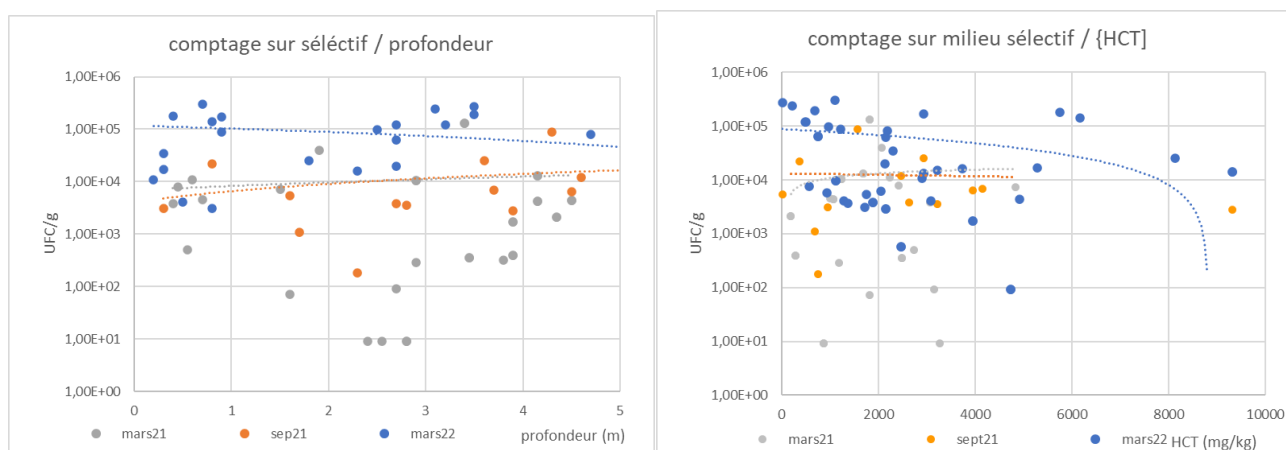 comptage sur séléctif / profondeur
1,00E+06
1,00E+05
1,00E+04
1,00E+03
1,00E+02
1,00E+01
1,00E+00
UFC/g
0 1 2 3 4 5
mars21 sep21 mars22 profondeur (m)
comptage sur milieu sélectif / {HCT]
1,00E+06
1,00E+05
1,00E+04
1,00E+03
1,00E+02
1,00E+01
1,00E+00
UFC/g
0 2000 4000 6000 8000 10000
mars21 sept21 mars22 HCT (mg/kg)